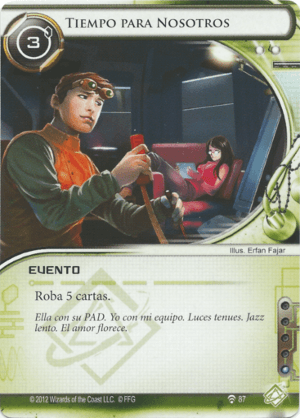 TIEMPO PARA NOSOTROS
3
Illus. Erfan Fajar
EVENTO
Roba 5 cartas.
Ella con su PAD. Yo con mi equipo. Luces tenues. Jazz
lento. El amor florece.
© 2012 Wizards of the Coast LLC. © FFG
87